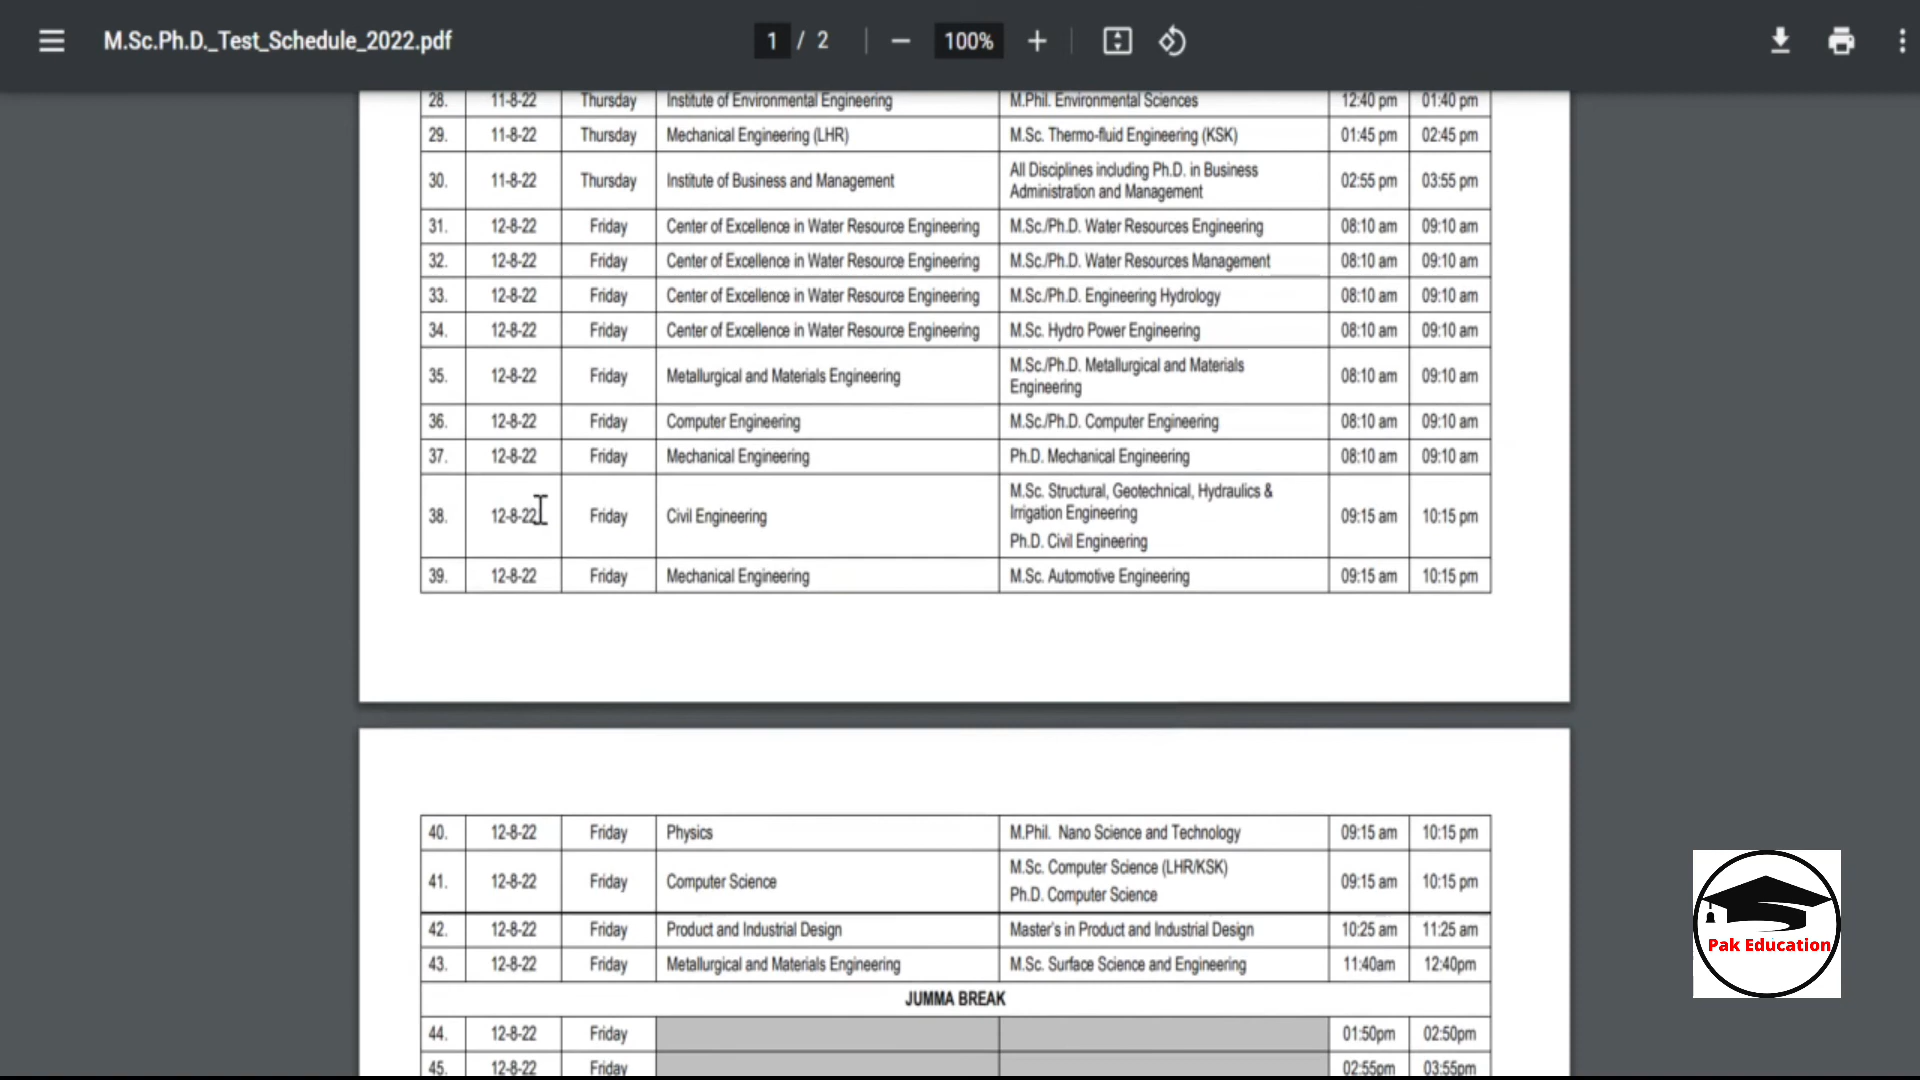 M.Sc.Ph.D._Test_Schedule_2022.pdf 1 / 2 100%
28. 11-8-22 Thursday Institute of Environmental Engineering M.Phil. Environmental Sciences 12:40 pm 01:40 pm
29. 11-8-22 Thursday Mechanical Engineering (LHR) M.Sc. Thermo-fluid Engineering (KSK) 01:45 pm 02:45 pm
30. 11-8-22 Thursday Institute of Business and Management All Disciplines including Ph.D. in Business
Administration and Management 02:55 pm 03:55 pm
31. 12-8-22 Friday Center of Excellence in Water Resource Engineering M.Sc./Ph.D. Water Resources Engineering 08:10 am 09:10 am
32. 12-8-22 Friday Center of Excellence in Water Resource Engineering M.Sc./Ph.D. Water Resources Management 08:10 am 09:10 am
33. 12-8-22 Friday Center of Excellence in Water Resource Engineering M.Sc./Ph.D. Engineering Hydrology 08:10 am 09:10 am
34. 12-8-22 Friday Center of Excellence in Water Resource Engineering M.Sc. Hydro Power Engineering 08:10 am 09:10 am
35. 12-8-22 Friday Metallurgical and Materials Engineering M.Sc./Ph.D. Metallurgical and Materials
Engineering 08:10 am 09:10 am
36. 12-8-22 Friday Computer Engineering M.Sc./Ph.D. Computer Engineering 08:10 am 09:10 am
37. 12-8-22 Friday Mechanical Engineering Ph.D. Mechanical Engineering 08:10 am 09:10 am
38. 12-8-22 Friday Civil Engineering M.Sc. Structural, Geotechnical, Hydraulics &
Irrigation Engineering
Ph.D. Civil Engineering 09:15 am 10:15 pm
39. 12-8-22 Friday Mechanical Engineering M.Sc. Automotive Engineering 09:15 am 10:15 pm
40. 12-8-22 Friday Physics M.Phil. Nano Science and Technology 09:15 am 10:15 pm
41. 12-8-22 Friday Computer Science M.Sc. Computer Science (LHR/KSK)
Ph.D. Computer Science 09:15 am 10:15 pm
42. 12-8-22 Friday Product and Industrial Design Master's in Product and Industrial Design 10:25 am 11:25 am
43. 12-8-22 Friday Metallurgical and Materials Engineering M.Sc. Surface Science and Engineering 11:40am 12:40pm
JUMMA BREAK
44. 12-8-22 Friday 01:50pm 02:50pm
45. 12-8-22 Friday 02:55pm 03:55pm
Pak Education